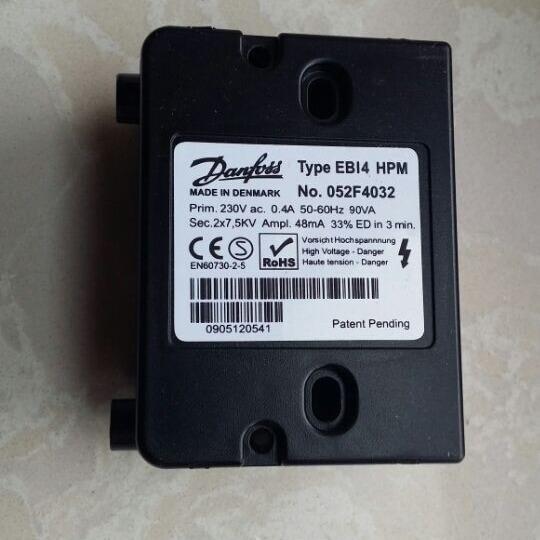 Danfoss
MADE IN DENMARK
Type EBI4 HPM
No. 052F4032
Prim. 230V ac. 0.4A 50-60Hz 90VA
Sec.2x7,5KV Ampl. 48mA 33% ED in 3 min.
CE S
EN60730-2-5
RoHS
Vorsicht Hochspannnung
High Voltage - Danger
Haute tension - Danger
0905120541
Patent Pending